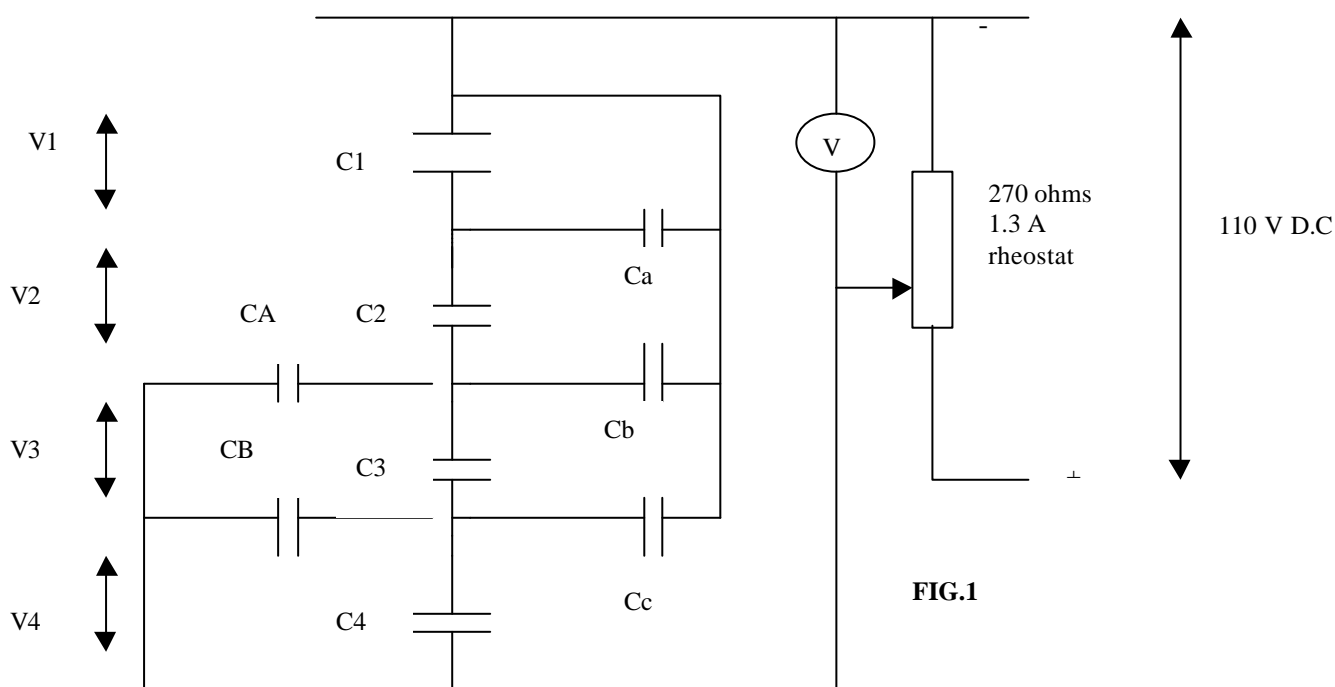 -
V1
C1
V
270 ohms
1.3 A
rheostat
110 V D.C
V2
Ca
CA
C2
Cb
V3
CB
C3
+
Cc
FIG.1
V4
C4